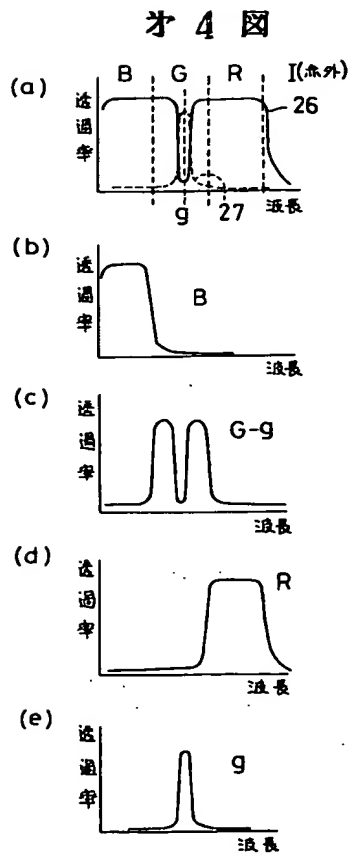 第4図
(a)
B G R I(赤外)
透過率
26
g 27 波長
(b)
透過率
B
波長
(c)
透過率
G-g
波長
(d)
透過率
R
波長
(e)
透過率
g
波長